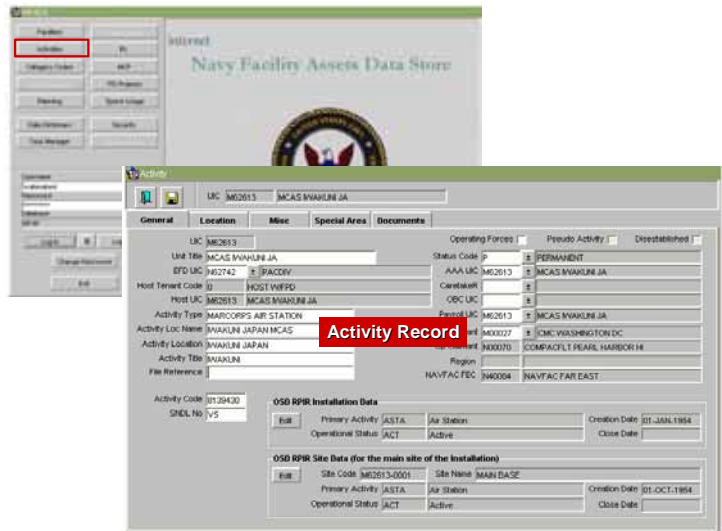 Facilities
Activities
Category Codes
MCP
Planning
Space Usage
Data Dictionary
Security
Task Manager
internet
Navy Facility Assets Data Store
Username
Password
Database
Change Password
Exit
Activity
UIC M62613 MCAS IWAKUNI JA
General Location Misc Special Area Documents
UIC M62613 Operating Forces Pseudo Activity Disestablished
Unit Title MCAS IWAKUNI JA Status Code P PERMANENT
EFD UIC N62742 PACDIV AAA UIC M62613 MCAS IWAKUNI JA
Host Tenant Code 0 HOST W/FPD Caretaker
Host UIC M62613 MCAS IWAKUNI JA OBC UIC
Activity Type MARCORPS AIR STATION Payroll UIC M62613 MCAS IWAKUNI JA
Activity Loc Name IWAKUNI JAPAN MCAS M00027 CMC WASHINGTON DC
Activity Record
Activity Location IWAKUNI JAPAN N00070 COMPACFLT PEARL HARBOR HI
Activity Title IWAKUNI Region
File Reference NAVFAC FEC N40084 NAVFAC FAR EAST
Activity Code 8139430
SNDL No V5
OSD RPIR Installation Data
Edit Primary Activity ASTA Air Station Creation Date 01-JAN-1954
Operational Status ACT Active Close Date
OSD RPIR Site Data (for the main site of the Installation)
Edit Site Code M62613-0001 Site Name MAIN BASE
Primary Activity ASTA Air Station Creation Date 01-OCT-1954
Operational Status ACT Active Close Date